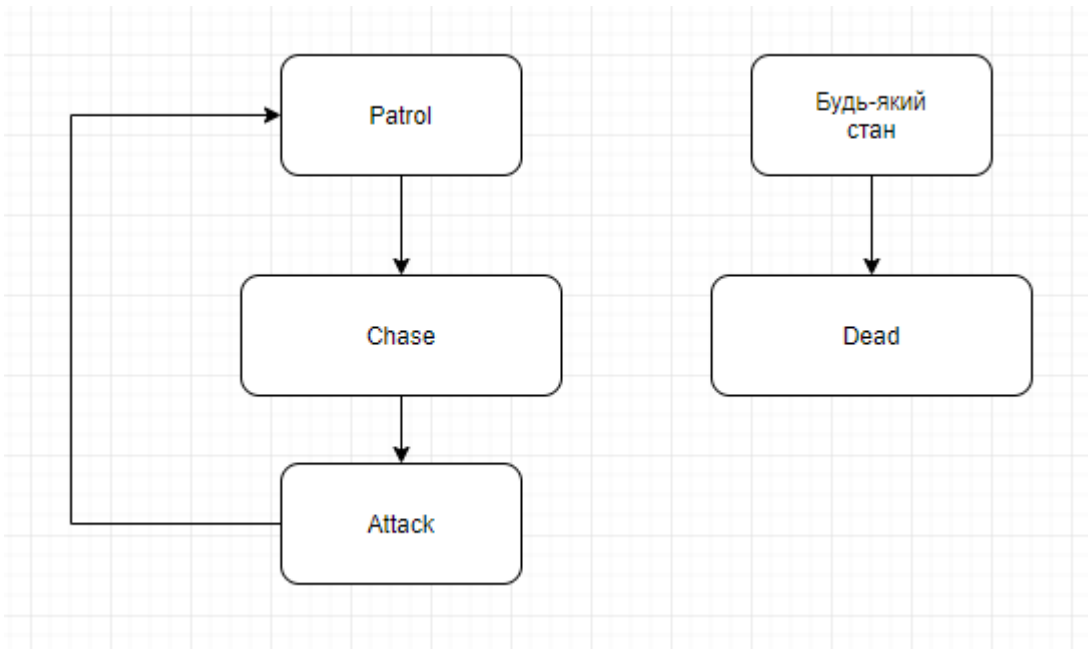 Patrol
Будь-який
стан
Chase
Dead
Attack